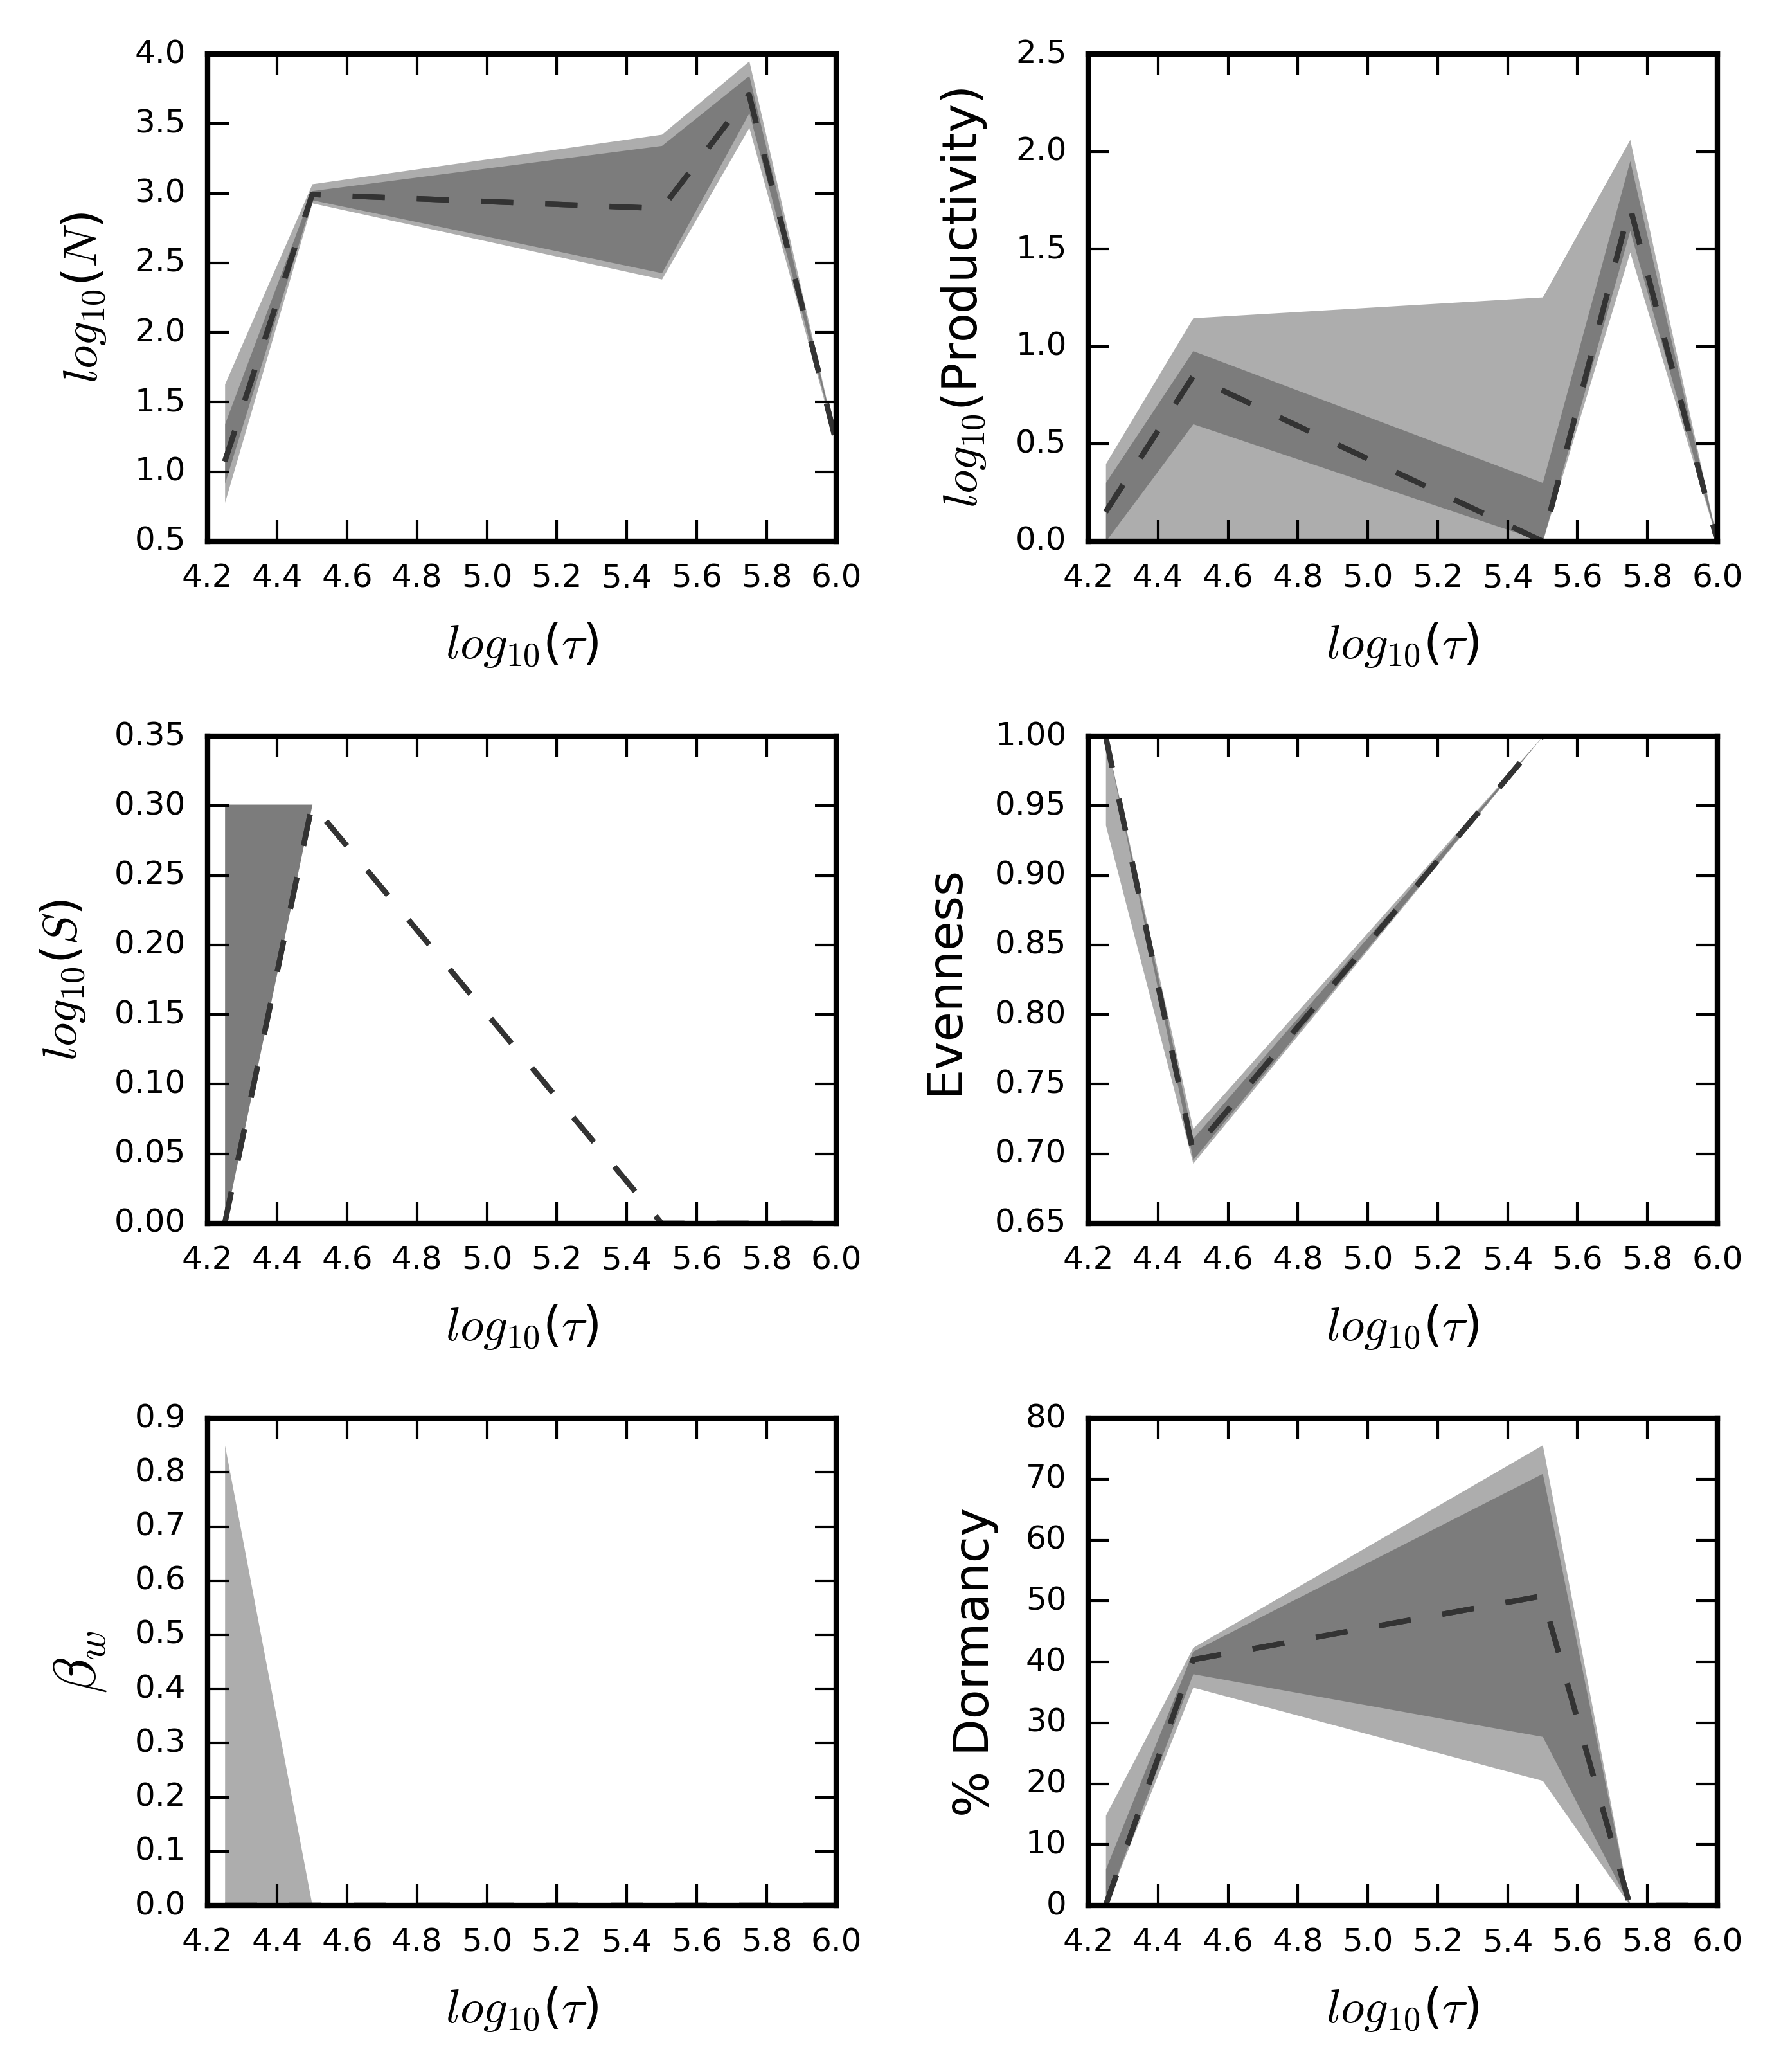 4.0
3.5
3.0
2.5
2.0
1.5
1.0
0.5
log₁₀(N)
4.2 4.4 4.6 4.8 5.0 5.2 5.4 5.6 5.8 6.0
log₁₀(τ)
2.5
2.0
1.5
1.0
0.5
0.0
log₁₀(Productivity)
4.2 4.4 4.6 4.8 5.0 5.2 5.4 5.6 5.8 6.0
log₁₀(τ)
0.35
0.30
0.25
0.20
0.15
0.10
0.05
0.00
log₁₀(S)
4.2 4.4 4.6 4.8 5.0 5.2 5.4 5.6 5.8 6.0
log₁₀(τ)
1.00
0.95
0.90
0.85
0.80
0.75
0.70
0.65
Evenness
4.2 4.4 4.6 4.8 5.0 5.2 5.4 5.6 5.8 6.0
log₁₀(τ)
0.9
0.8
0.7
0.6
0.5
0.4
0.3
0.2
0.1
0.0
β_w
4.2 4.4 4.6 4.8 5.0 5.2 5.4 5.6 5.8 6.0
log₁₀(τ)
80
70
60
50
40
30
20
10
0
% Dormancy
4.2 4.4 4.6 4.8 5.0 5.2 5.4 5.6 5.8 6.0
log₁₀(τ)